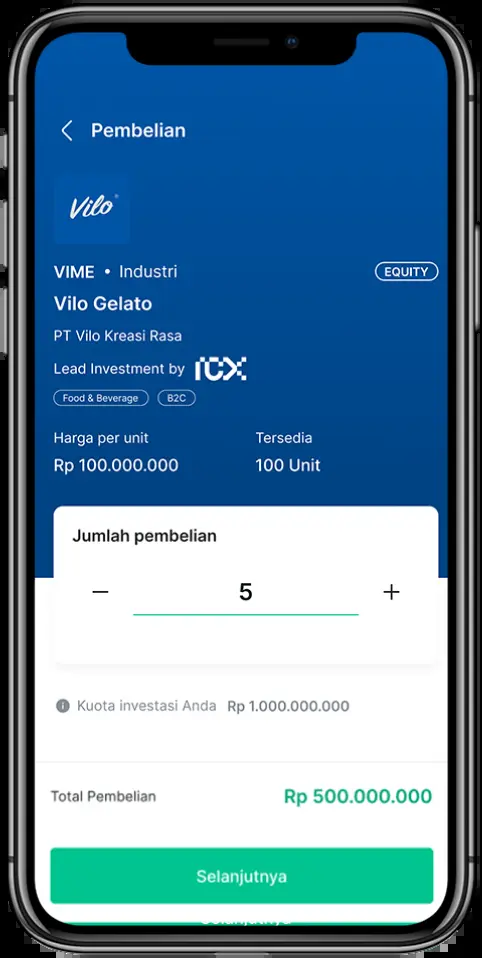 Pembelian
Vilo
VIME • Industri
EQUITY
Vilo Gelato
PT Vilo Kreasi Rasa
Lead Investment by ICX
Food & Beverage
B2C
Harga per unit
Tersedia
Rp 100.000.000
100 Unit
Jumlah pembelian
− 5 +
Kuota investasi Anda Rp 1.000.000.000
Total Pembelian
Rp 500.000.000
Selanjutnya
Selanjutnya